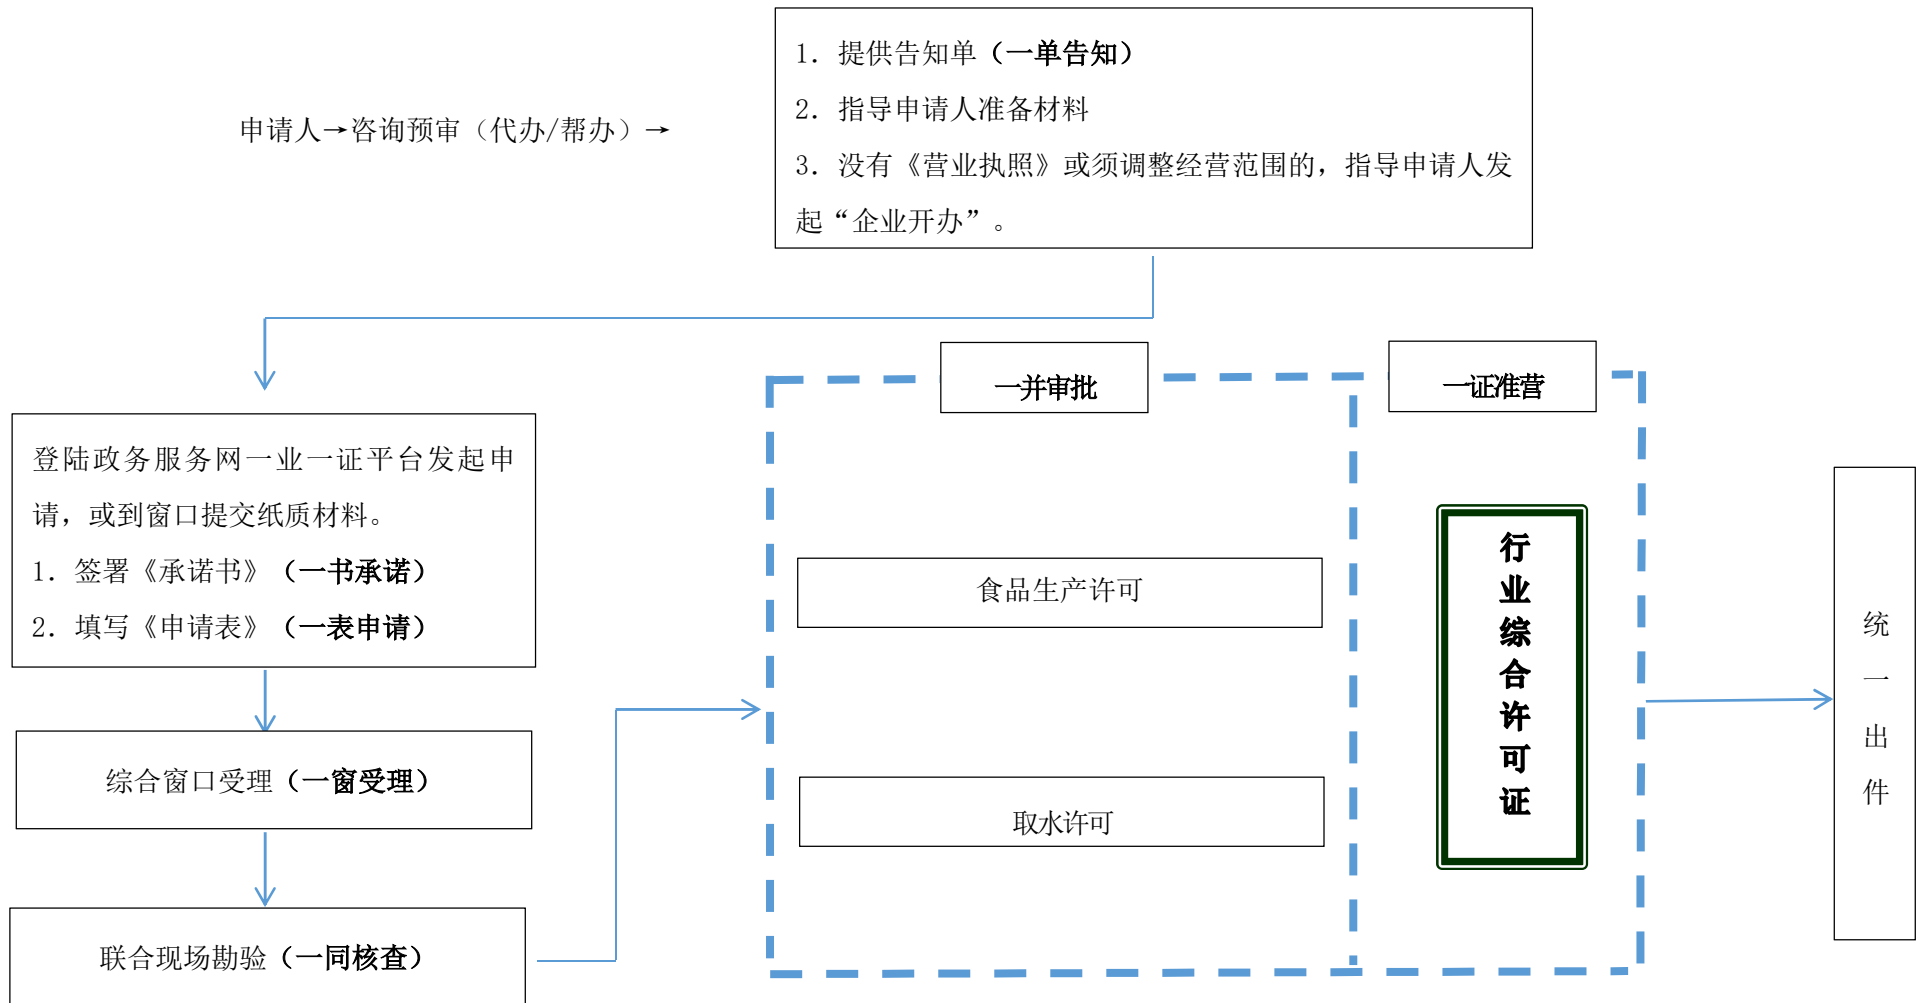 申请人→咨询预审（代办/帮办）→
1. 提供告知单（一单告知）
2. 指导申请人准备材料
3. 没有《营业执照》或须调整经营范围的，指导申请人发
起“企业开办”。
登陆政务服务网一业一证平台发起申
请，或到窗口提交纸质材料。
1. 签署《承诺书》（一书承诺）
2. 填写《申请表》（一表申请）
综合窗口受理（一窗受理）
联合现场勘验（一同核查）
一并审批
食品生产许可
取水许可
一证准营
行业综合许可证
统一出件